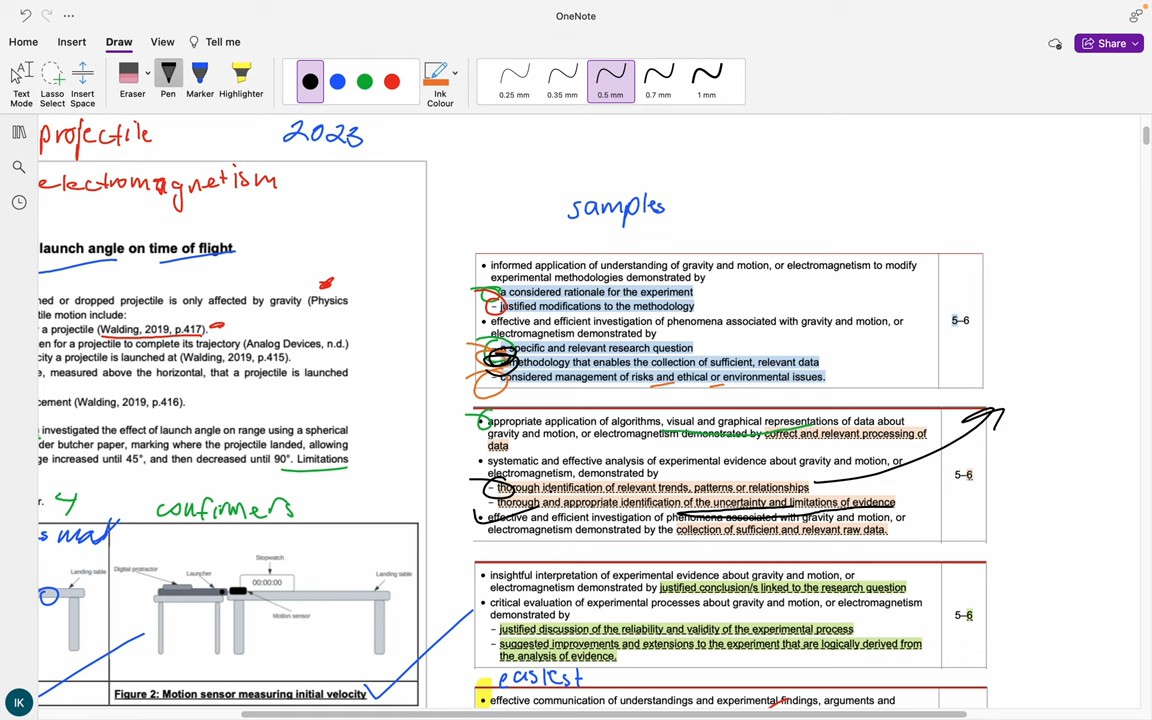 OneNote
Home Insert Draw View Tell me
Share
Text Mode
Lasso Select
Insert Space
Eraser
Pen
Marker
Highlighter
Ink Colour
0.25 mm
0.35 mm
0.5 mm
0.7 mm
1 mm
projectile
2023
electromagnetism
launch angle on time of flight
or dropped projectile is only affected by gravity (Physics
tile motion include:
a projectile (Walding, 2019, p.417).
en for a projectile to complete its trajectory (Analog Devices, n.d.)
city a projectile is launched at (Walding, 2019, p.415).
e, measured above the horizontal, that a projectile is launched
cement (Walding, 2019, p.416).
investigated the effect of launch angle on range using a spherical
der butcher paper, marking where the projectile landed, allowing
ge increased until 45°, and then decreased until 90°. Limitations
confirmers
Landing table
Digital protractor
Launcher
Stopwatch
00:00:00
Motion sensor
Landing table
Figure 2: Motion sensor measuring initial velocity
samples
• informed application of understanding of gravity and motion, or electromagnetism to modify
experimental methodologies demonstrated by
a considered rationale for the experiment
justified modifications to the methodology
• effective and efficient investigation of phenomena associated with gravity and motion, or
electromagnetism demonstrated by
specific and relevant research question
methodology that enables the collection of sufficient, relevant data
considered management of risks and ethical or environmental issues.
5–6
• appropriate application of algorithms, visual and graphical representations of data about
gravity and motion, or electromagnetism demonstrated by correct and relevant processing of
data
• systematic and effective analysis of experimental evidence about gravity and motion, or
electromagnetism, demonstrated by
– thorough identification of relevant trends, patterns or relationships
– thorough and appropriate identification of the uncertainty and limitations of evidence
• effective and efficient investigation of phenomena associated with gravity and motion, or
electromagnetism demonstrated by the collection of sufficient and relevant raw data.
5–6
• insightful interpretation of experimental evidence about gravity and motion, or
electromagnetism demonstrated by justified conclusion/s linked to the research question
• critical evaluation of experimental processes about gravity and motion, or electromagnetism
demonstrated by
– justified discussion of the reliability and validity of the experimental process
– suggested improvements and extensions to the experiment that are logically derived from
the analysis of evidence.
5–6
easiest
• effective communication of understandings and experimental findings, arguments and
IK